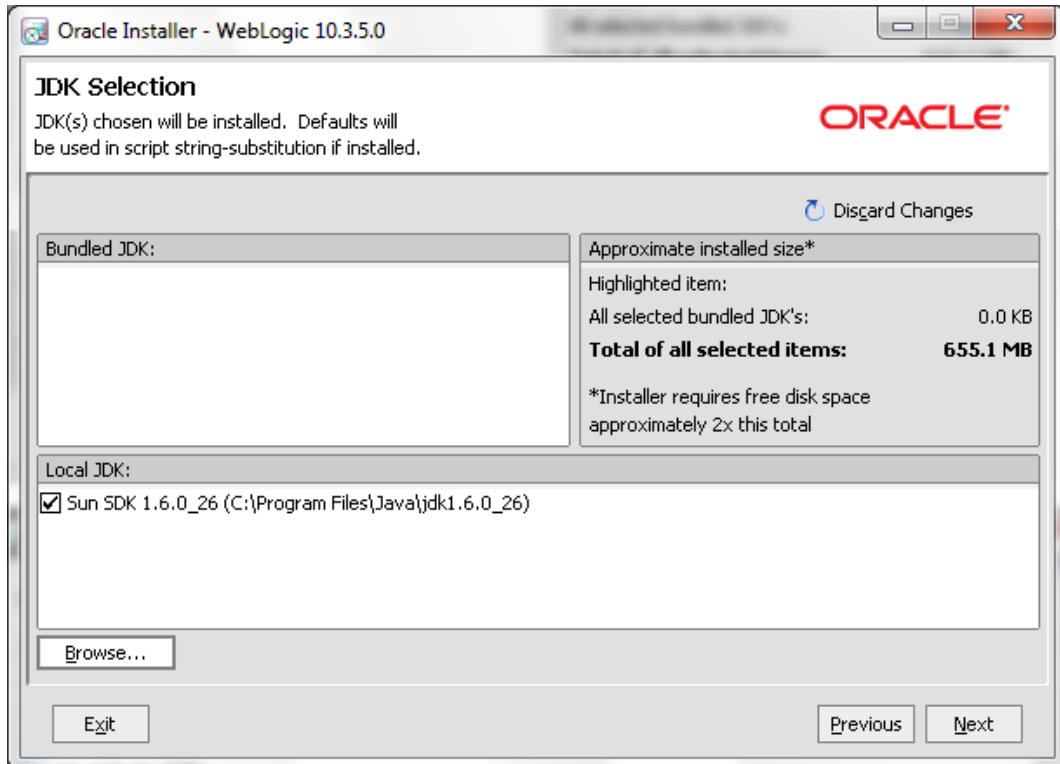 Oracle Installer - WebLogic 10.3.5.0
JDK Selection
JDK(s) chosen will be installed. Defaults will
be used in script string-substitution if installed.
ORACLE
Discard Changes
Bundled JDK:
Approximate installed size*
Highlighted item:
All selected bundled JDK's: 0.0 KB
Total of all selected items: 655.1 MB
*Installer requires free disk space
approximately 2x this total
Local JDK:
Sun SDK 1.6.0_26 (C:\Program Files\Java\jdk1.6.0_26)
Browse...
Exit
Previous
Next